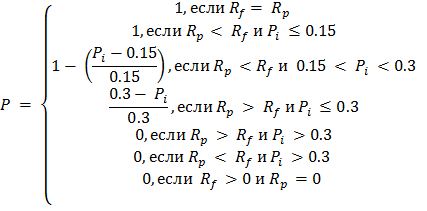 1, если R_f = R_p
1, если R_p < R_f и P_i ≤ 0.15
1 − ((P_i − 0.15)/0.15), если R_p < R_f и 0.15 < P_i < 0.3
P = { (0.3 − P_i)/0.3, если R_p > R_f и P_i ≤ 0.3
0, если R_p > R_f и P_i > 0.3
0, если R_p < R_f и P_i > 0.3
0, если R_f > 0 и R_p = 0